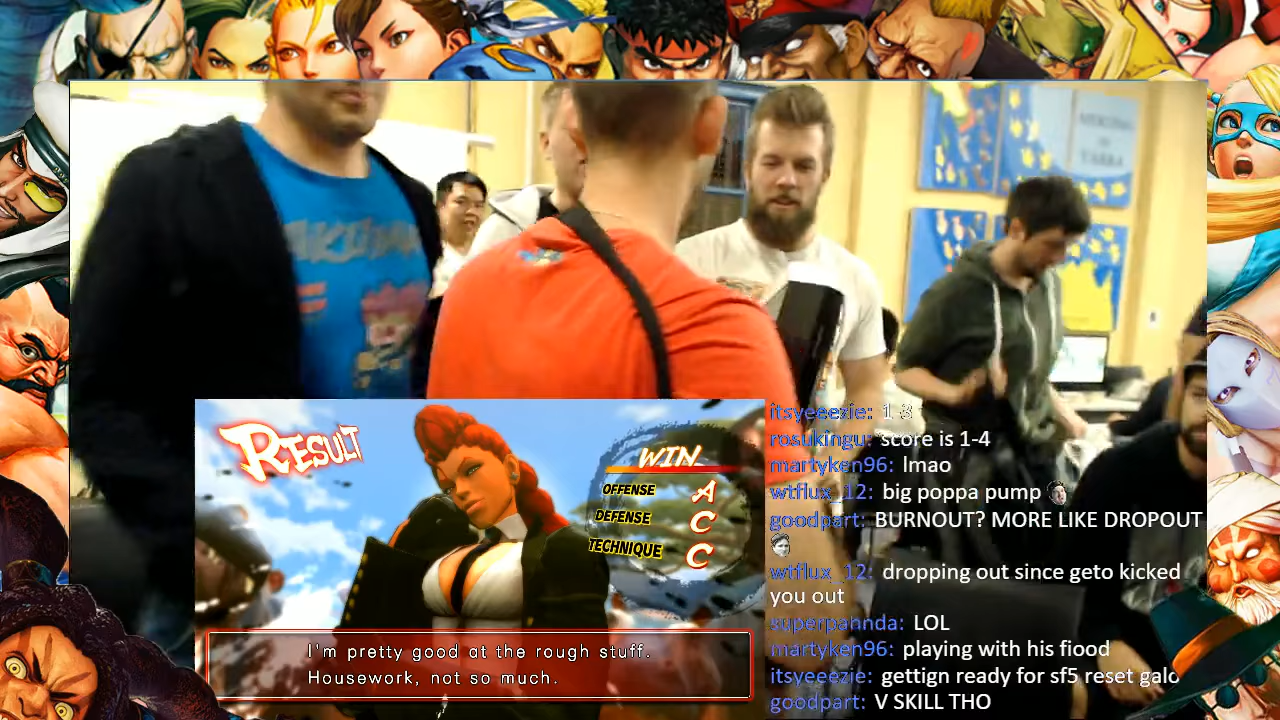 RESULT
WIN
OFFENSE A
DEFENSE C
TECHNIQUE C
I'm pretty good at the rough stuff.
Housework, not so much.
itsyeeezie: 1-3
rosukingu: score is 1-4
martyken96: lmao
wtflux_12: big poppa pump
goodpart: BURNOUT? MORE LIKE DROPOUT
wtflux_12: dropping out since geto kicked
you out
superpahnda: LOL
martyken96: playing with his fiood
itsyeeezie: gettign ready for sf5 reset galo
goodpart: V SKILL THO